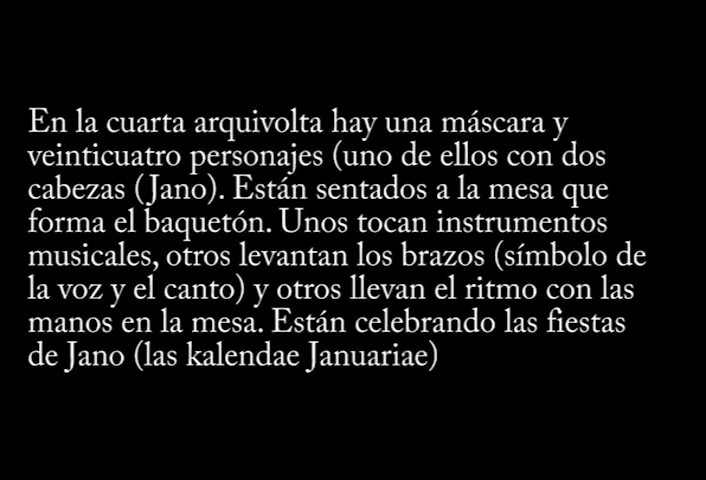 En la cuarta arquivolta hay una máscara y
veinticuatro personajes (uno de ellos con dos
cabezas (Jano). Están sentados a la mesa que
forma el baquetón. Unos tocan instrumentos
musicales, otros levantan los brazos (símbolo de
la voz y el canto) y otros llevan el ritmo con las
manos en la mesa. Están celebrando las fiestas
de Jano (las kalendae Januariae)